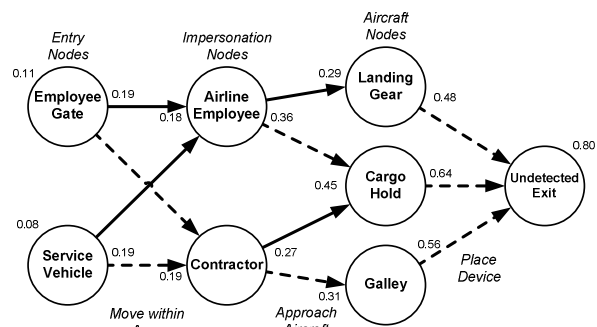 Entry
Nodes
Impersonation
Nodes
Aircraft
Nodes
0.11
Employee
Gate
0.19
0.18
Airline
Employee
0.36
0.29
Landing
Gear
0.48
0.45
Cargo
Hold
0.64
0.80
Undetected
Exit
0.08
Service
Vehicle
0.19
0.19
Contractor
0.27
0.31
Galley
0.56
Place
Device
Move within
Approach